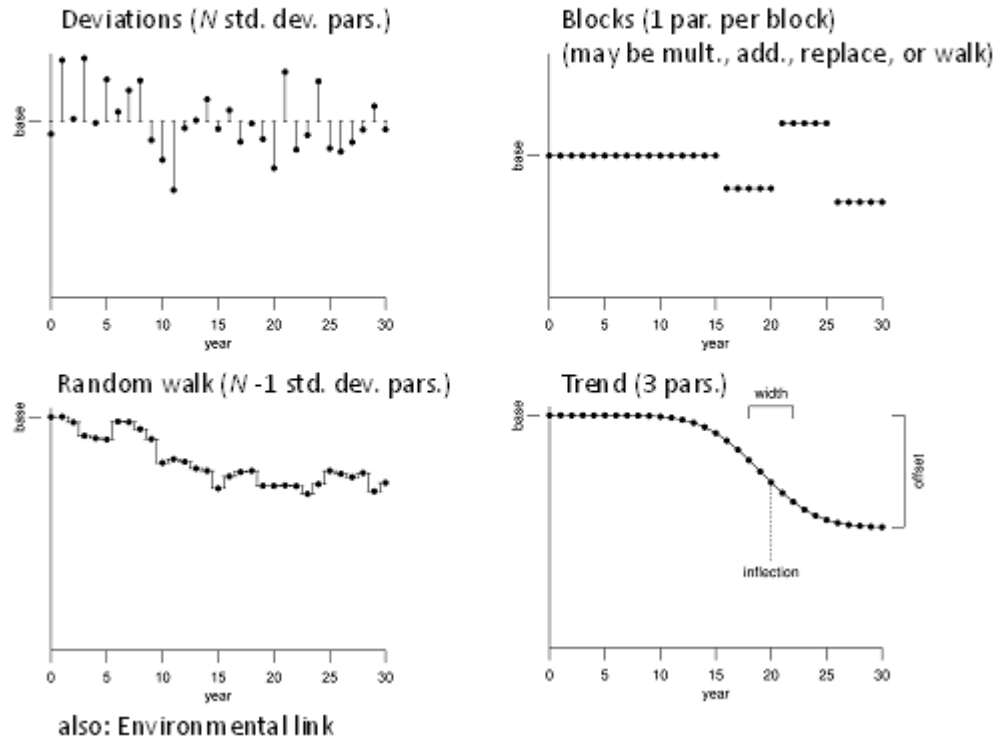 Deviations (N std. dev. pars.)
base
0 5 10 15 20 25 30
year
Blocks (1 par. per block)
(may be mult., add., replace, or walk)
base
0 5 10 15 20 25 30
year
Random walk (N -1 std. dev. pars.)
base
0 5 10 15 20 25 30
year
Trend (3 pars.)
width
base
offset
inflection
0 5 10 15 20 25 30
year
also: Environmental link